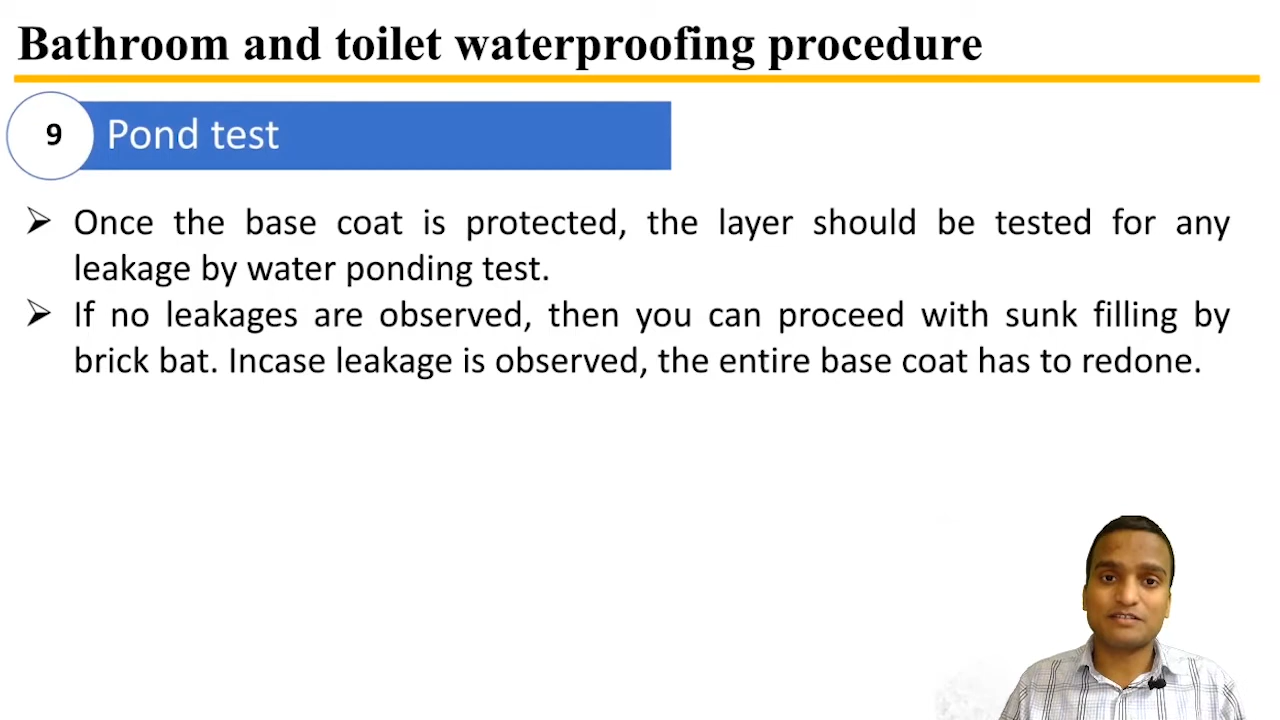 Bathroom and toilet waterproofing procedure
9
Pond test
Once the base coat is protected, the layer should be tested for any
leakage by water ponding test.
If no leakages are observed, then you can proceed with sunk filling by
brick bat. Incase leakage is observed, the entire base coat has to redone.